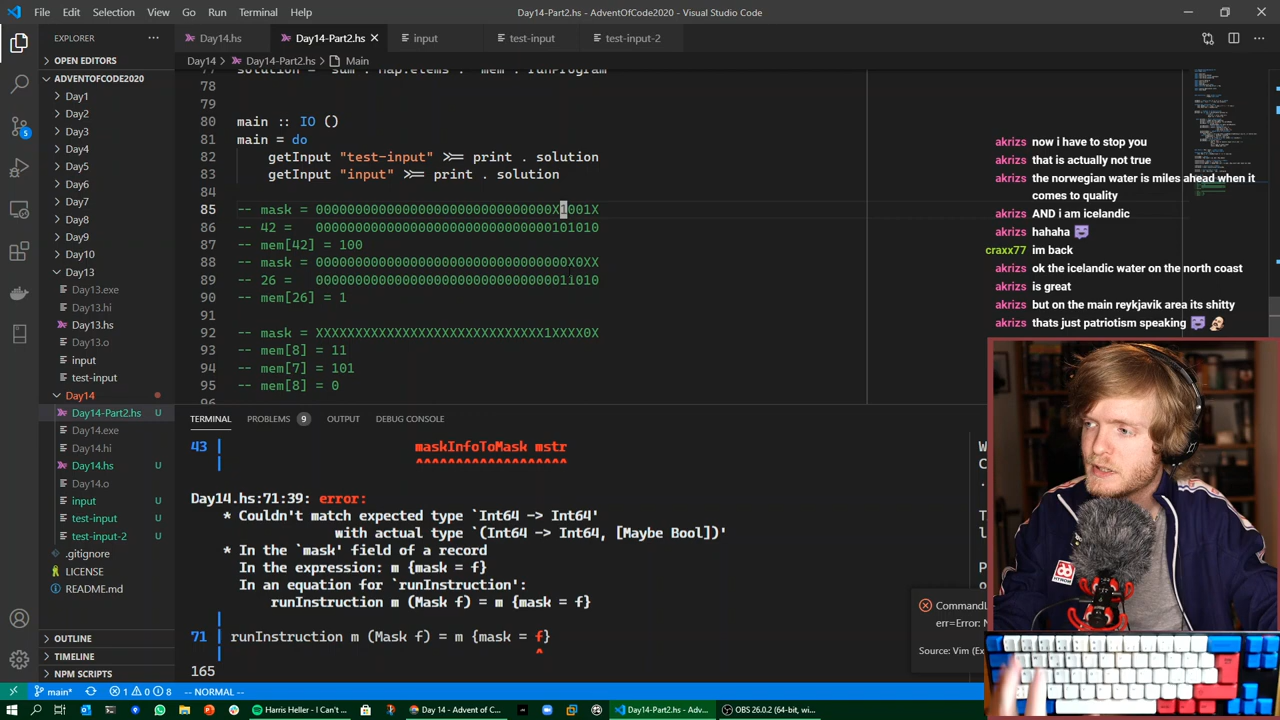 File Edit Selection View Go Run Terminal Help
Day14-Part2.hs - AdventOfCode2020 - Visual Studio Code
EXPLORER
OPEN EDITORS
ADVENTOFCODE2020
Day1
Day2
Day3
Day4
Day5
Day6
Day7
Day8
Day9
Day10
Day13
Day13.exe
Day13.hi
Day13.hs
Day13.o
input
test-input
Day14
Day14-Part2.hs U
Day14.exe
Day14.hi
Day14.hs U
Day14.o
input U
test-input U
test-input-2 U
.gitignore
LICENSE
README.md
OUTLINE
TIMELINE
NPM SCRIPTS
Day14.hs Day14-Part2.hs input test-input test-input-2
Day14 > Day14-Part2.hs > Main
77 solution = sum . Map.elems . mem . runProgram
78
79
80 main :: IO ()
81 main = do
82 getInput "test-input" >>= print . solution
83 getInput "input" >>= print . solution
84
85 -- mask = 000000000000000000000000000000X1001X
86 -- 42 = 000000000000000000000000000000101010
87 -- mem[42] = 100
88 -- mask = 00000000000000000000000000000000X0XX
89 -- 26 = 000000000000000000000000000000011010
90 -- mem[26] = 1
91
92 -- mask = XXXXXXXXXXXXXXXXXXXXXXXXXXXXX1XXXX0X
93 -- mem[8] = 11
94 -- mem[7] = 101
95 -- mem[8] = 0
96
TERMINAL PROBLEMS 9 OUTPUT DEBUG CONSOLE
43 | maskInfoToMask mstr
| ^^^^^^^^^^^^^^^^^^^
Day14.hs:71:39: error:
* Couldn't match expected type `Int64 -> Int64'
with actual type `(Int64 -> Int64, [Maybe Bool])'
* In the `mask' field of a record
In the expression: m {mask = f}
In an equation for `runInstruction':
runInstruction m (Mask f) = m {mask = f}
|
71 | runInstruction m (Mask f) = m {mask = f}
^
165
akrizs now i have to stop you
akrizs that is actually not true
akrizs the norwegian water is miles ahead when it
comes to quality
akrizs AND i am icelandic
akrizs hahaha
craxx77 im back
akrizs ok the icelandic water on the north coast
akrizs is great
akrizs but on the main reykjavik area its shitty
akrizs thats just patriotism speaking
CommandL
err=Error: N
Source: Vim (Ex
5
main* 1 0 8 -- NORMAL --
Harris Heller - I Can't ...
Day 14 - Advent of C...
Day14-Part2.hs - Adv...
OBS 26.0.2 (64-bit, w...